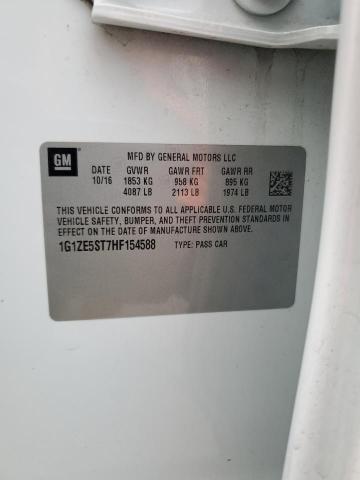 GM
MFD BY GENERAL MOTORS LLC
DATE GVWR GAWR FRT GAWR RR
10/16 1853 KG 958 KG 895 KG
4087 LB 2113 LB 1974 LB
THIS VEHICLE CONFORMS TO ALL APPLICABLE U.S. FEDERAL MOTOR
VEHICLE SAFETY, BUMPER, AND THEFT PREVENTION STANDARDS
IN EFFECT ON THE DATE OF MANUFACTURE SHOWN ABOVE.
1G1ZE5ST7HF154588 TYPE: PASS CAR